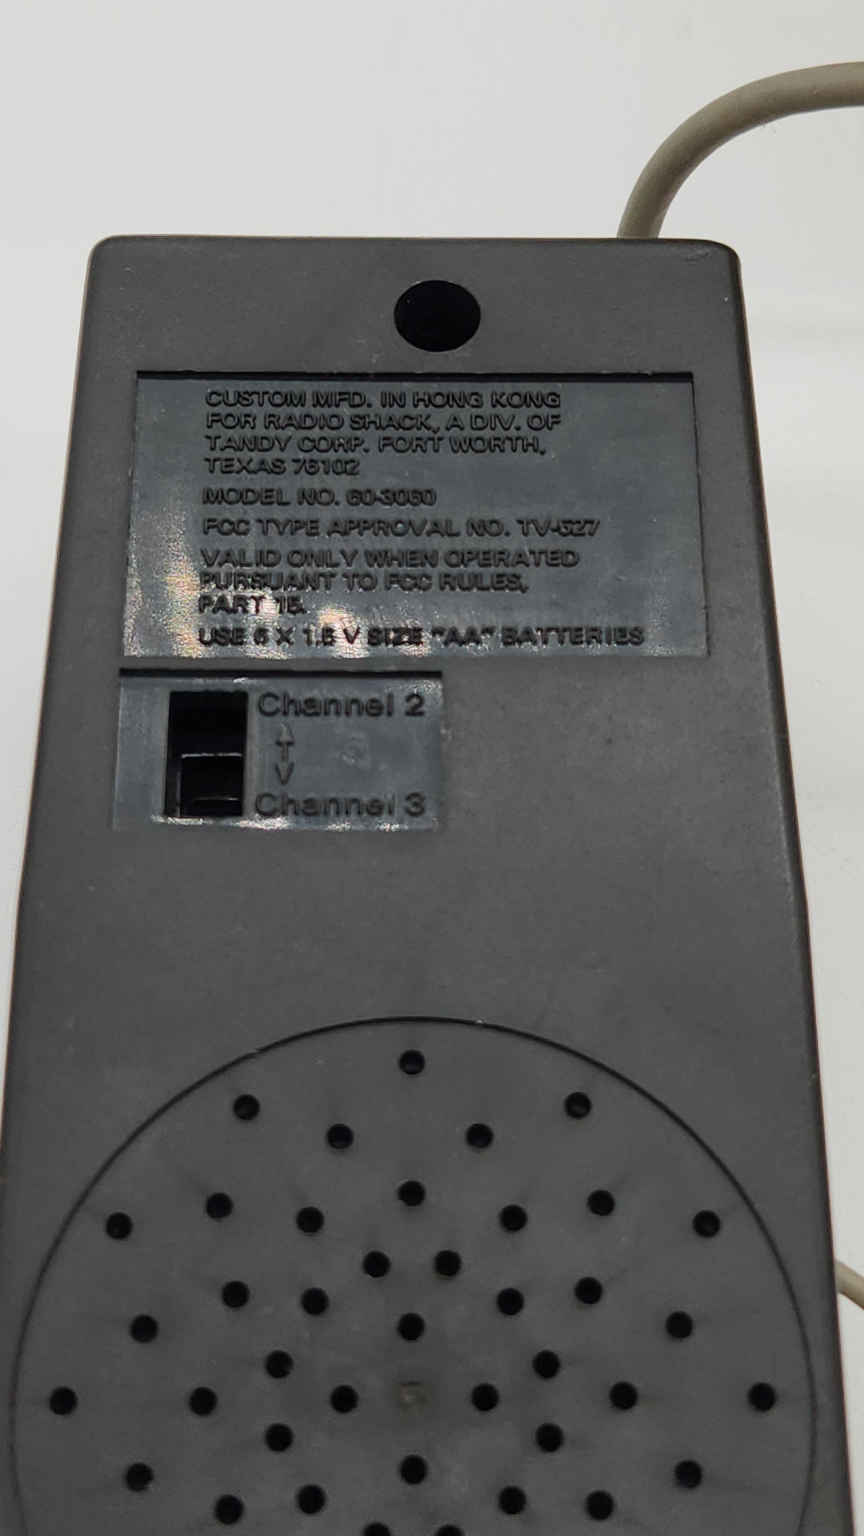 CUSTOM MFD. IN HONG KONG
FOR RADIO SHACK, A DIV. OF
TANDY CORP. FORT WORTH,
TEXAS 76102
MODEL NO. 60-3060
FCC TYPE APPROVAL NO. TV-527
VALID ONLY WHEN OPERATED
PURSUANT TO FCC RULES,
PART 15.
USE 6 X 1.5 V SIZE "AA" BATTERIES
Channel 2
Channel 3